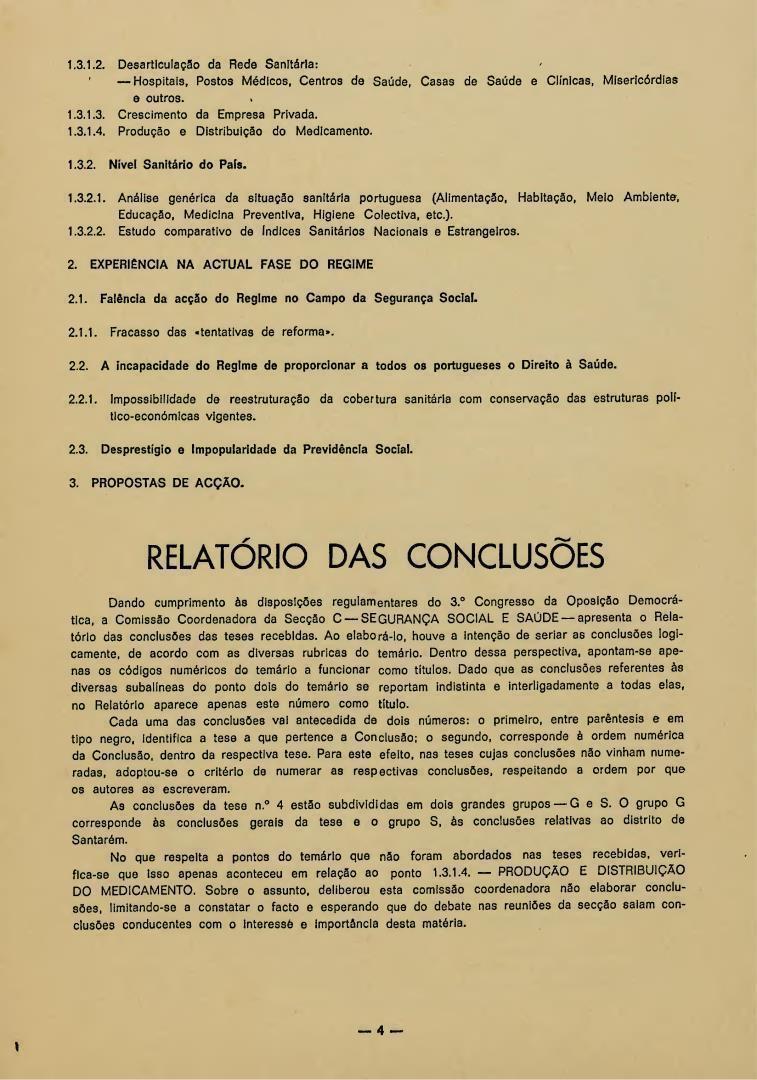 1.3.1.2. Desarticulação da Rede Sanitária:
— Hospitais, Postos Médicos, Centros de Saúde, Casas de Saúde e Clínicas, Misericórdias
e outros.
1.3.1.3. Crescimento da Empresa Privada.
1.3.1.4. Produção e Distribuição do Medicamento.
1.3.2. Nível Sanitário do País.
1.3.2.1. Análise genérica da situação sanitária portuguesa (Alimentação, Habitação, Meio Ambiente,
Educação, Medicina Preventiva, Higiene Colectiva, etc.).
1.3.2.2. Estudo comparativo de Índices Sanitários Nacionais e Estrangeiros.
2. EXPERIÊNCIA NA ACTUAL FASE DO REGIME
2.1. Falência da acção do Regime no Campo da Segurança Social.
2.1.1. Fracasso das «tentativas de reforma».
2.2. A incapacidade do Regime de proporcionar a todos os portugueses o Direito à Saúde.
2.2.1. Impossibilidade de reestruturação da cobertura sanitária com conservação das estruturas polí-
tico-económicas vigentes.
2.3. Desprestígio e Impopularidade da Previdência Social.
3. PROPOSTAS DE ACÇÃO.
RELATÓRIO DAS CONCLUSÕES
Dando cumprimento às disposições regulamentares do 3.º Congresso da Oposição Democrá-
tica, a Comissão Coordenadora da Secção C — SEGURANÇA SOCIAL E SAÚDE — apresenta o Rela-
tório das conclusões das teses recebidas. Ao elaborá-lo, houve a intenção de seriar as conclusões logi-
camente, de acordo com as diversas rubricas do temário. Dentro dessa perspectiva, apontam-se ape-
nas os códigos numéricos do temário a funcionar como títulos. Dado que as conclusões referentes às
diversas subalíneas do ponto dois do temário se reportam indistinta e interligadamente a todas elas,
no Relatório aparece apenas este número como título.
Cada uma das conclusões vai antecedida de dois números: o primeiro, entre parêntesis e em
tipo negro, identifica a tese a que pertence a Conclusão; o segundo, corresponde à ordem numérica
da Conclusão, dentro da respectiva tese. Para este efeito, nas teses cujas conclusões não vinham nume-
radas, adoptou-se o critério de numerar as respectivas conclusões, respeitando a ordem por que
os autores as escreveram.
As conclusões da tese n.º 4 estão subdivididas em dois grandes grupos — G e S. O grupo G
corresponde às conclusões gerais da tese e o grupo S, às conclusões relativas ao distrito de
Santarém.
No que respeita a pontos do temário que não foram abordados nas teses recebidas, veri-
fica-se que isso apenas aconteceu em relação ao ponto 1.3.1.4. — PRODUÇÃO E DISTRIBUIÇÃO
DO MEDICAMENTO. Sobre o assunto, deliberou esta comissão coordenadora não elaborar conclu-
sões, limitando-se a constatar o facto e esperando que do debate nas reuniões da secção saiam con-
clusões conducentes com o interesse e importância desta matéria.
— 4 —